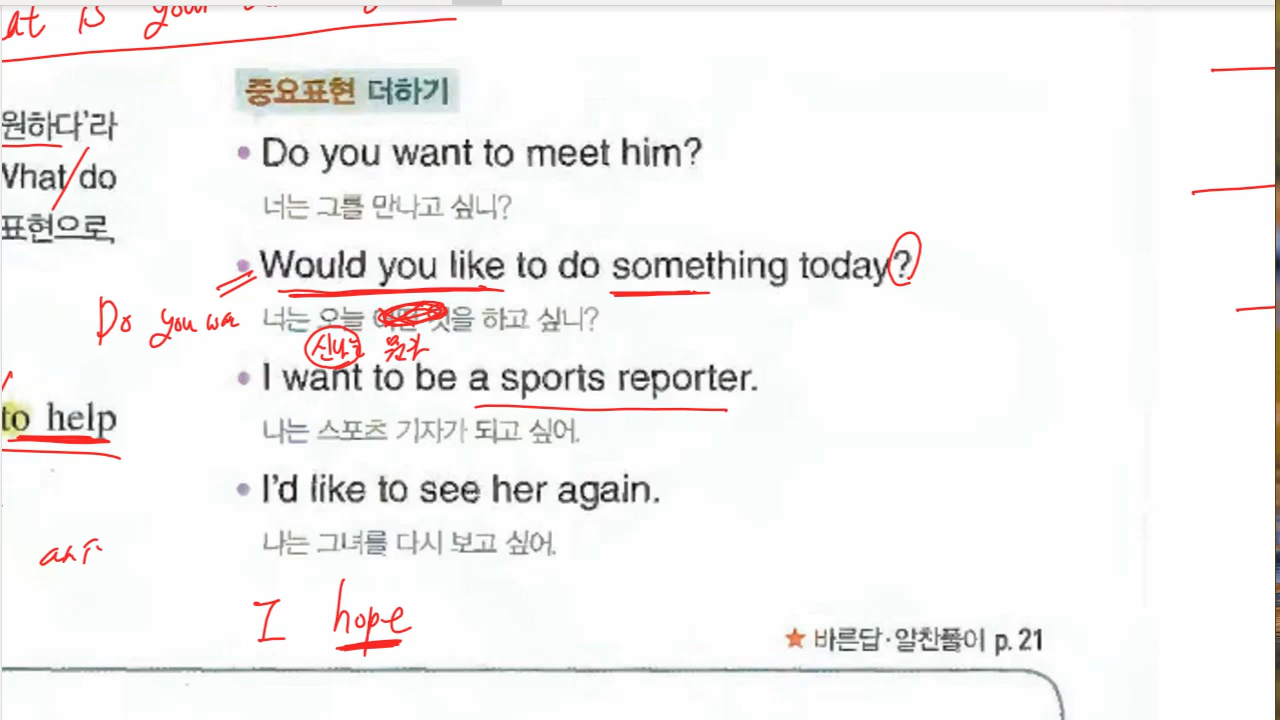 is your
중요표현 더하기
원하다'라
• Do you want to meet him?
What do
너는 그를 만나고 싶니?
표현으로,
• Would you like to do something today?
Do you wa
너는 오늘 것을 하고 싶니?
신나는 뭔가
• I want to be a sports reporter.
to help
나는 스포츠 기자가 되고 싶어.
• I'd like to see her again.
나는 그녀를 다시 보고 싶어.
I hope
★ 바른답·알찬풀이 p. 21